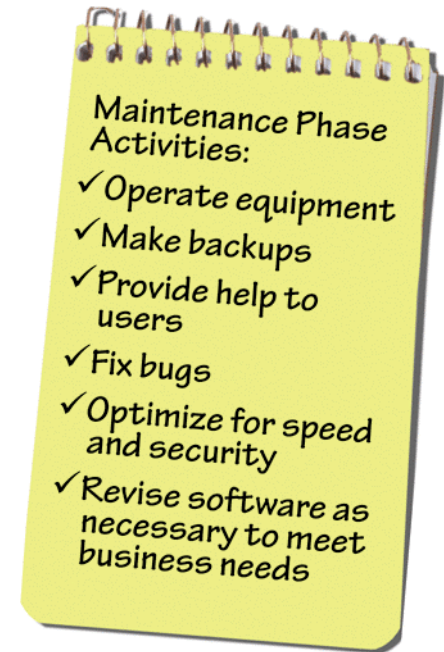 Maintenance Phase
Activities:
✓Operate equipment
✓Make backups
✓Provide help to
users
✓Fix bugs
✓Optimize for speed
and security
✓Revise software as
necessary to meet
business needs